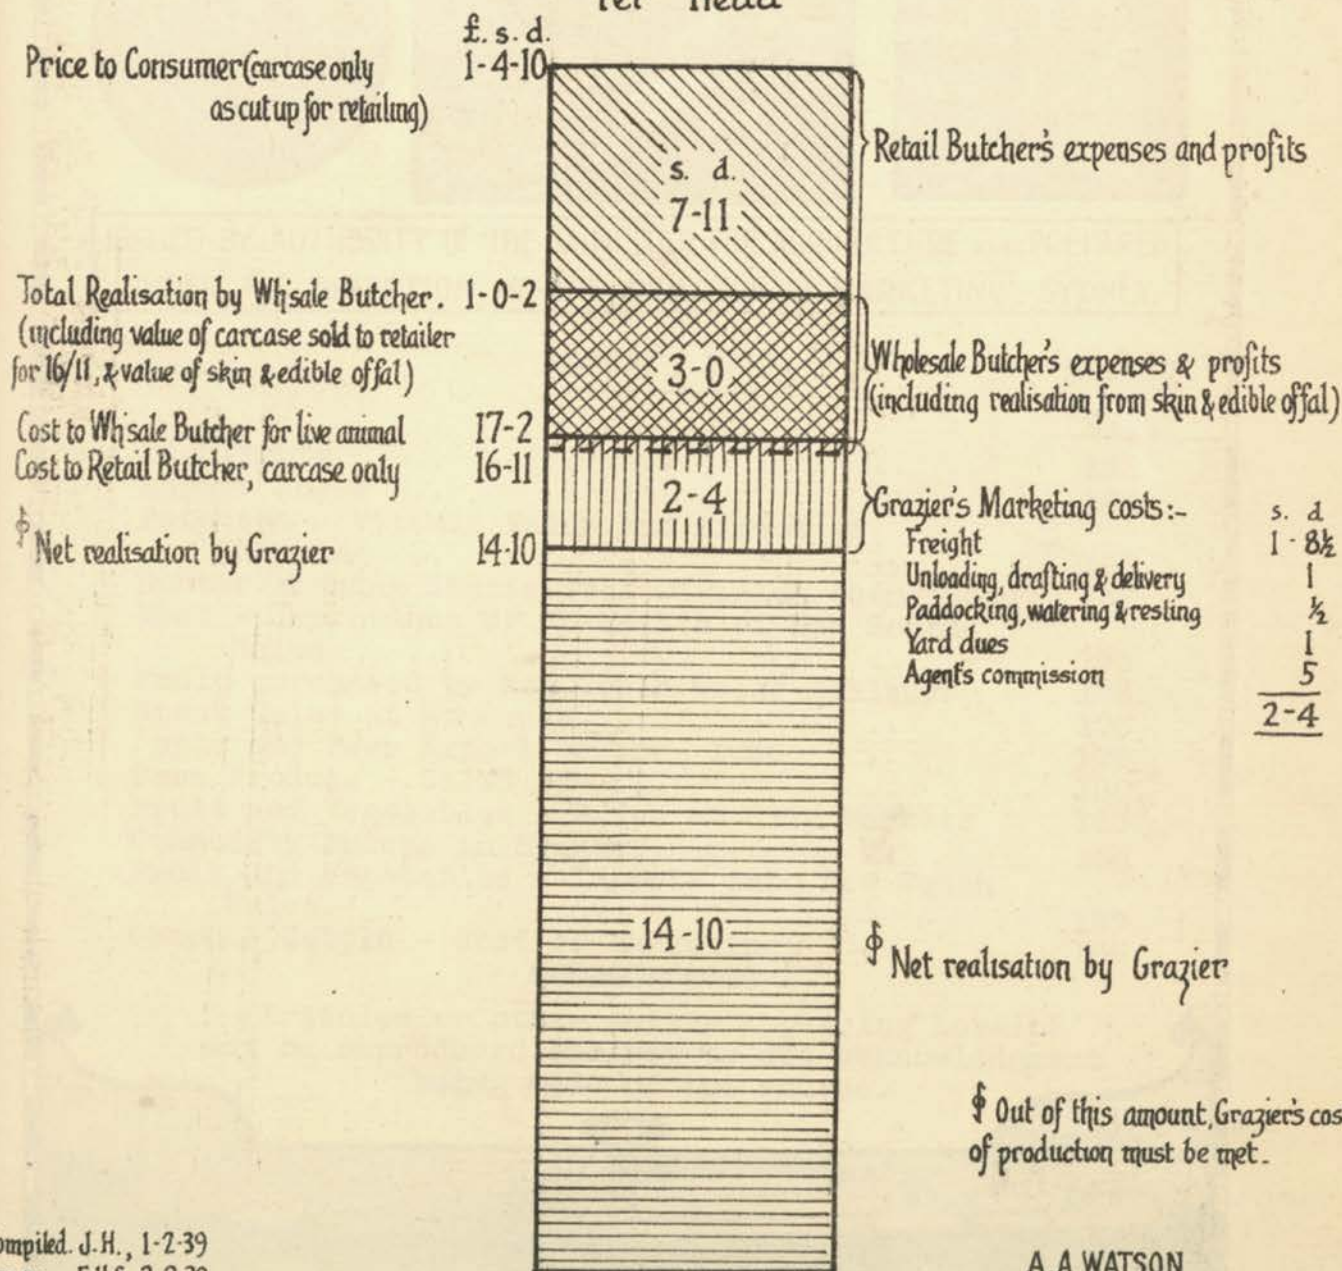 Per Head
£. s. d.
Price to Consumer (carcase only 1-4-10
as cut up for retailing)
Retail Butcher's expenses and profits
s. d.
7-11
Total Realisation by Wh'sale Butcher. 1-0-2
(including value of carcase sold to retailer
for 16/11, & value of skin & edible offal)
3-0
Wholesale Butcher's expenses & profits
(including realisation from skin & edible offal)
Cost to Wh'sale Butcher for live animal 17-2
Cost to Retail Butcher, carcase only 16-11
2-4
Grazier's Marketing costs:- s. d
Freight 1 - 8½
Unloading, drafting & delivery 1
Paddocking, watering & resting ½
Yard dues 1
Agent's commission 5
2-4
Net realisation by Grazier 14-10
14-10
Net realisation by Grazier
Out of this amount, Grazier's cos
of production must be met.
ompiled. J.H., 1-2-39
A. A WATSON